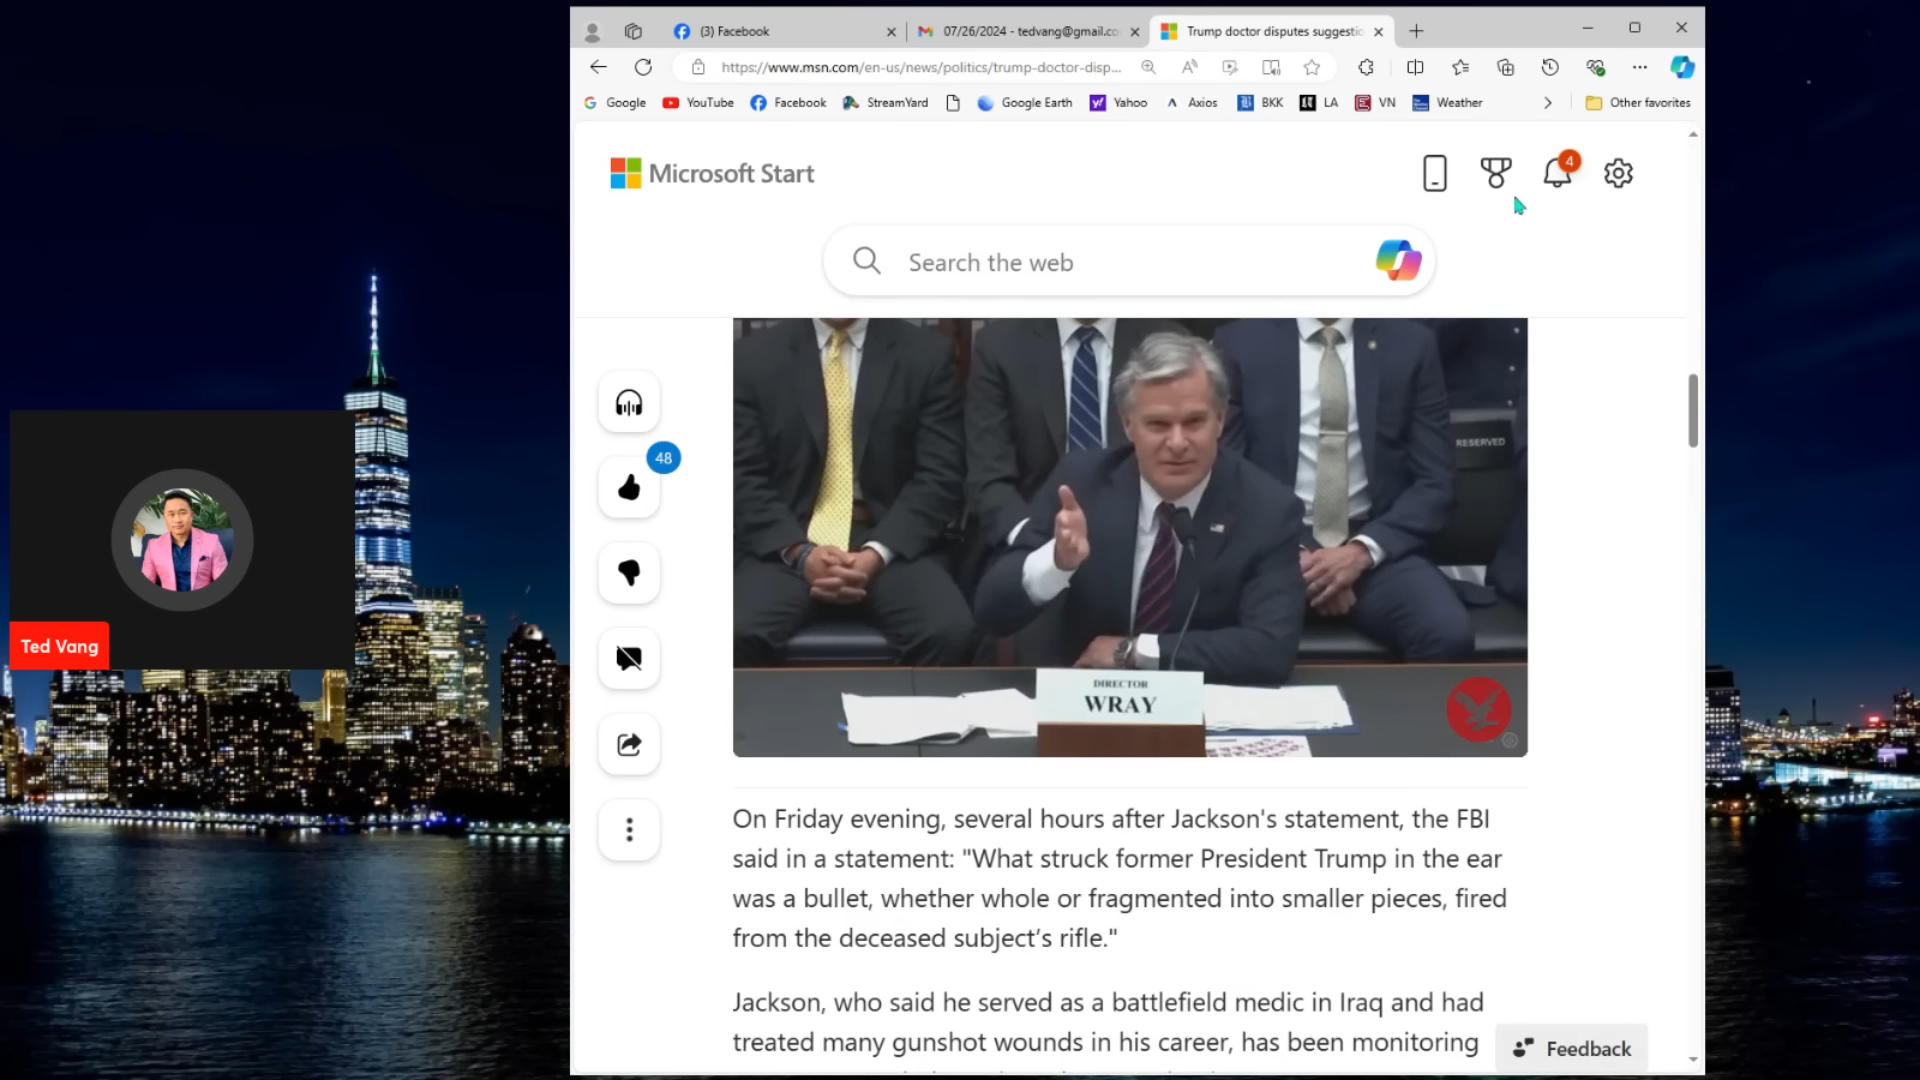 (3) Facebook
07/26/2024 - tedvang@gmail.co
Trump doctor disputes suggestic
https://www.msn.com/en-us/news/politics/trump-doctor-disp...
Google
YouTube
Facebook
StreamYard
Google Earth
Yahoo
Axios
BKK
LA
VN
Weather
Other favorites
Microsoft Start
4
Search the web
48
RESERVED
DIRECTOR
WRAY
Ted Vang
On Friday evening, several hours after Jackson's statement, the FBI
said in a statement: "What struck former President Trump in the ear
was a bullet, whether whole or fragmented into smaller pieces, fired
from the deceased subject's rifle."
Jackson, who said he served as a battlefield medic in Iraq and had
treated many gunshot wounds in his career, has been monitoring
Feedback